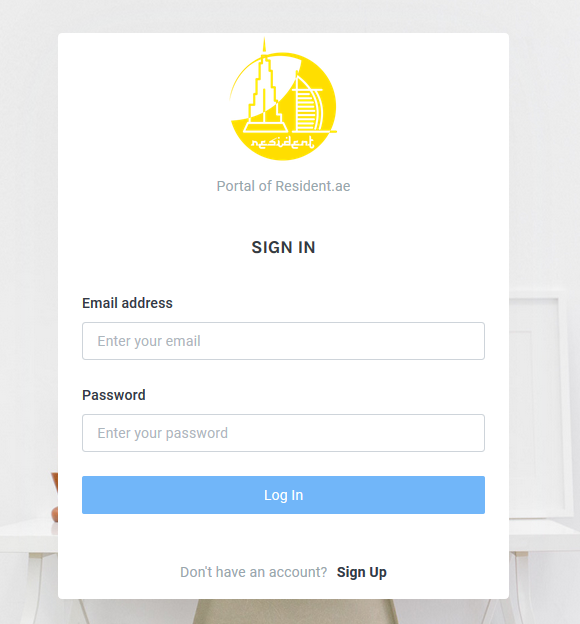 resident
Portal of Resident.ae
SIGN IN
Email address
Enter your email
Password
Enter your password
Log In
Don't have an account? Sign Up